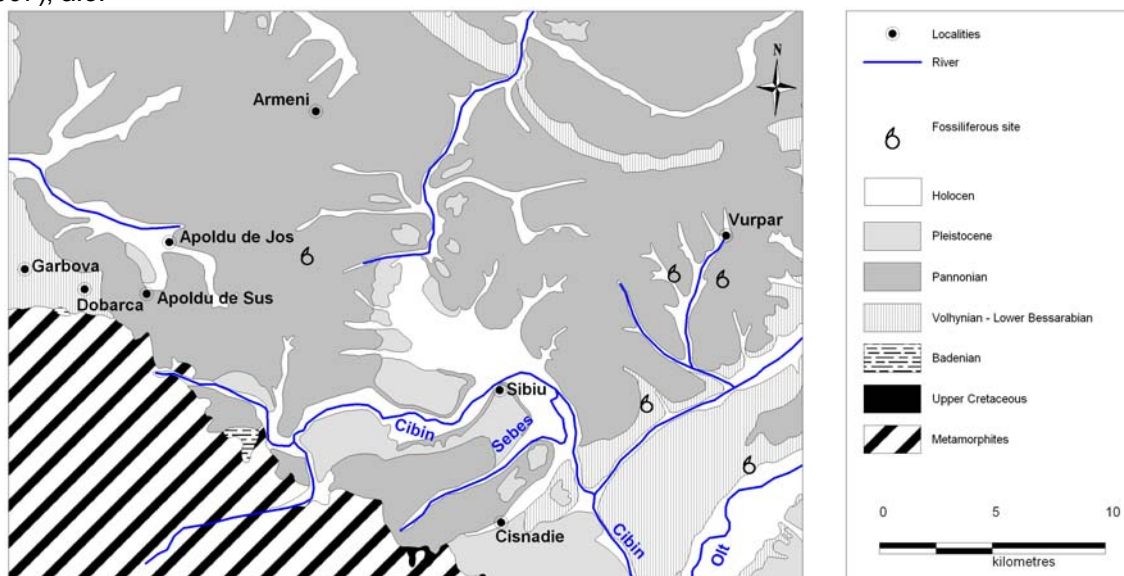 N
Armeni
Vurpar
Apoldu de Jos
Garbova
Dobarca
Apoldu de Sus
Sibiu
Cibin
Sebes
Cisnadie
Cibin
Olt
Localities
River
Fossiliferous site
Holocen
Pleistocene
Pannonian
Volhynian - Lower Bessarabian
Badenian
Upper Cretaceous
Metamorphites
0 5 10
kilometres